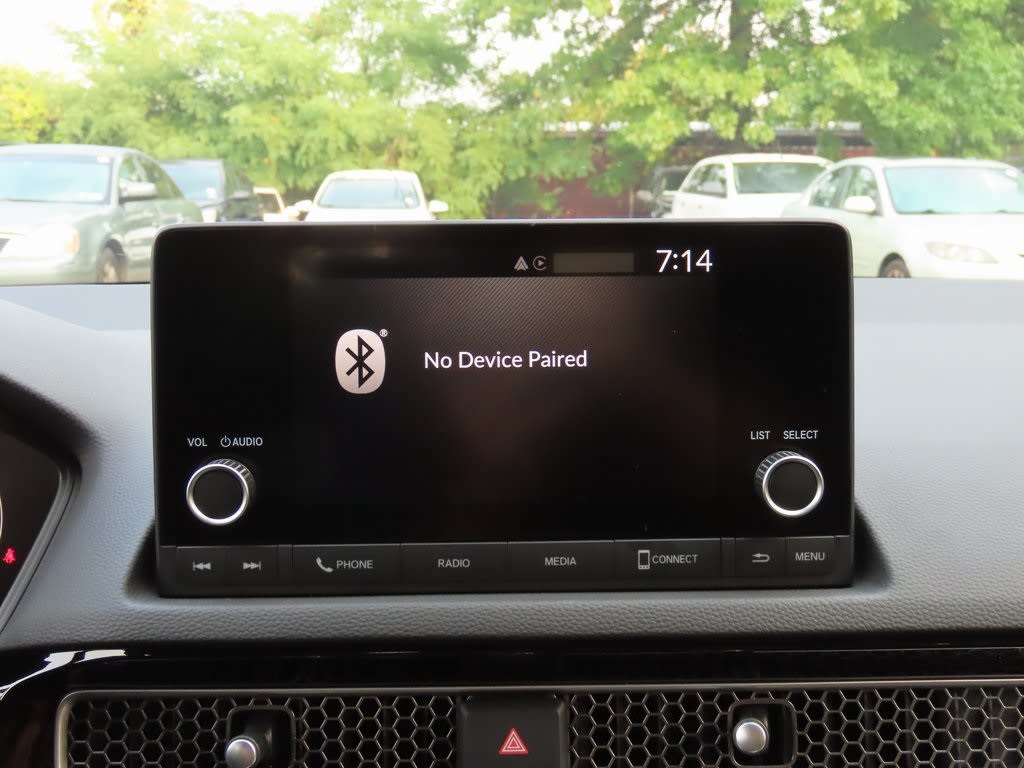 7:14
®
No Device Paired
VOL AUDIO
LIST SELECT
PHONE RADIO MEDIA CONNECT MENU